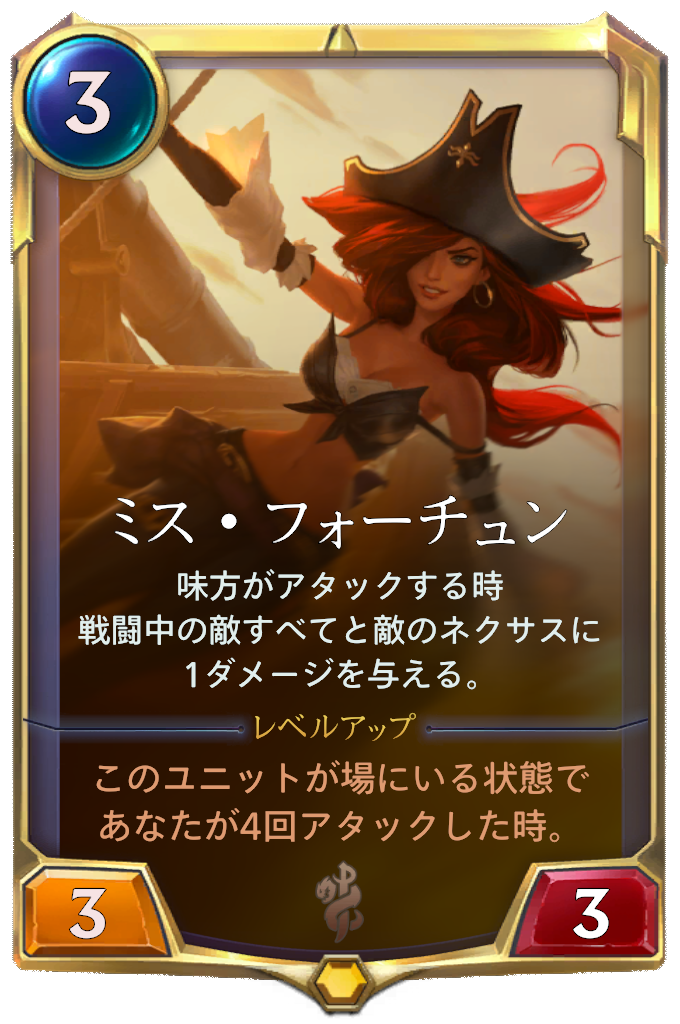 3
ミス・フォーチュン
味方がアタックする時
戦闘中の敵すべてと敵のネクサスに
1ダメージを与える。
レベルアップ
このユニットが場にいる状態で
あなたが4回アタックした時。
3
3